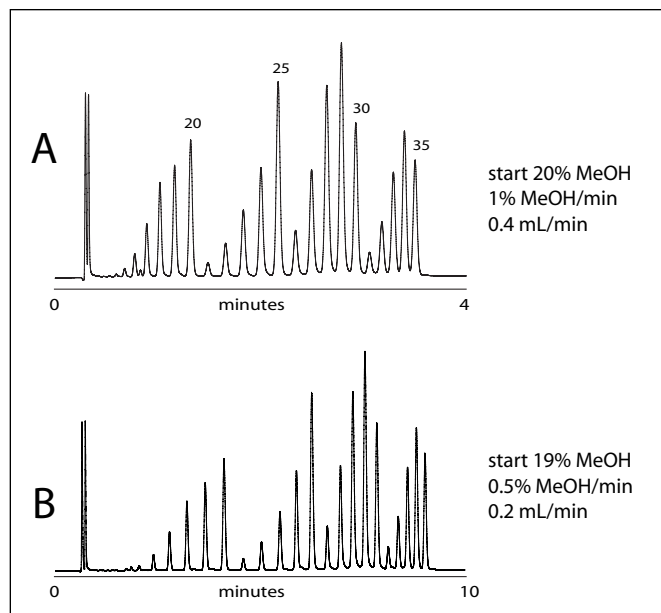 A
20
25
30
35
start 20% MeOH
1% MeOH/min
0.4 mL/min
0
minutes
4
B
start 19% MeOH
0.5% MeOH/min
0.2 mL/min
0
minutes
10